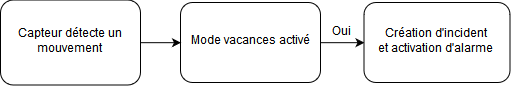 Capteur détecte un
mouvement
Mode vacances activé
Oui
Création d'incident
et activation d'alarme